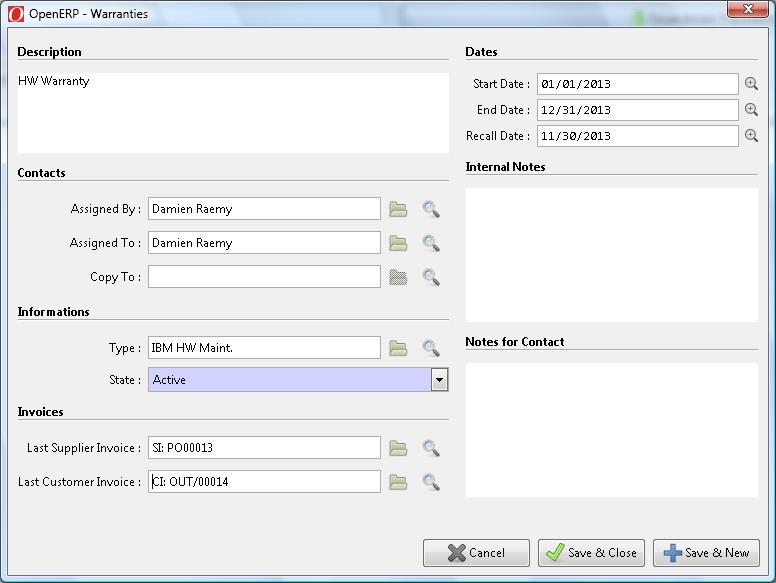 OpenERP - Warranties
Description
HW Warranty
Contacts
Assigned By : Damien Raemy
Assigned To : Damien Raemy
Copy To :
Informations
Type : IBM HW Maint.
State : Active
Invoices
Last Supplier Invoice : SI: PO00013
Last Customer Invoice : CI: OUT/00014
Dates
Start Date : 01/01/2013
End Date : 12/31/2013
Recall Date : 11/30/2013
Internal Notes
Notes for Contact
Cancel
Save & Close
Save & New